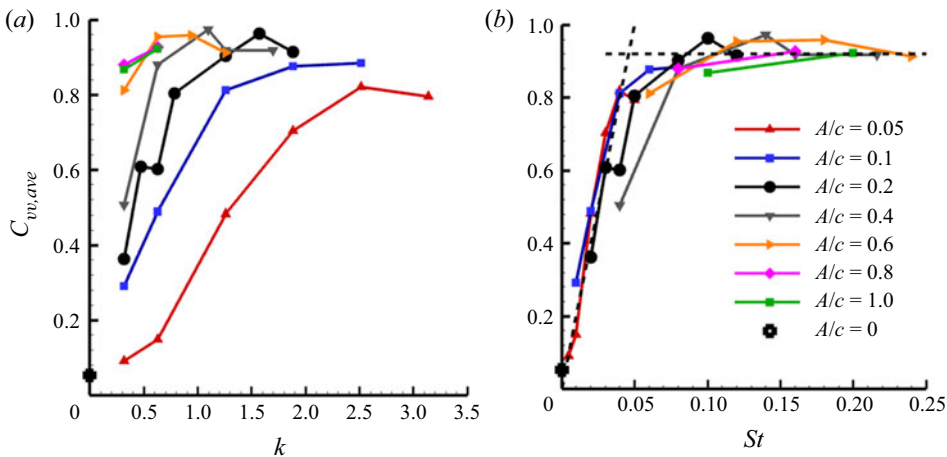 (a)
1.0
0.8
0.6
0.4
0.2
0
0.5
1.0
1.5
2.0
2.5
3.0
3.5
C_{vv,ave}
k
(b)
1.0
0.8
0.6
0.4
0.2
0
0.05
0.10
0.15
0.20
0.25
St
A/c = 0.05
A/c = 0.1
A/c = 0.2
A/c = 0.4
A/c = 0.6
A/c = 0.8
A/c = 1.0
A/c = 0